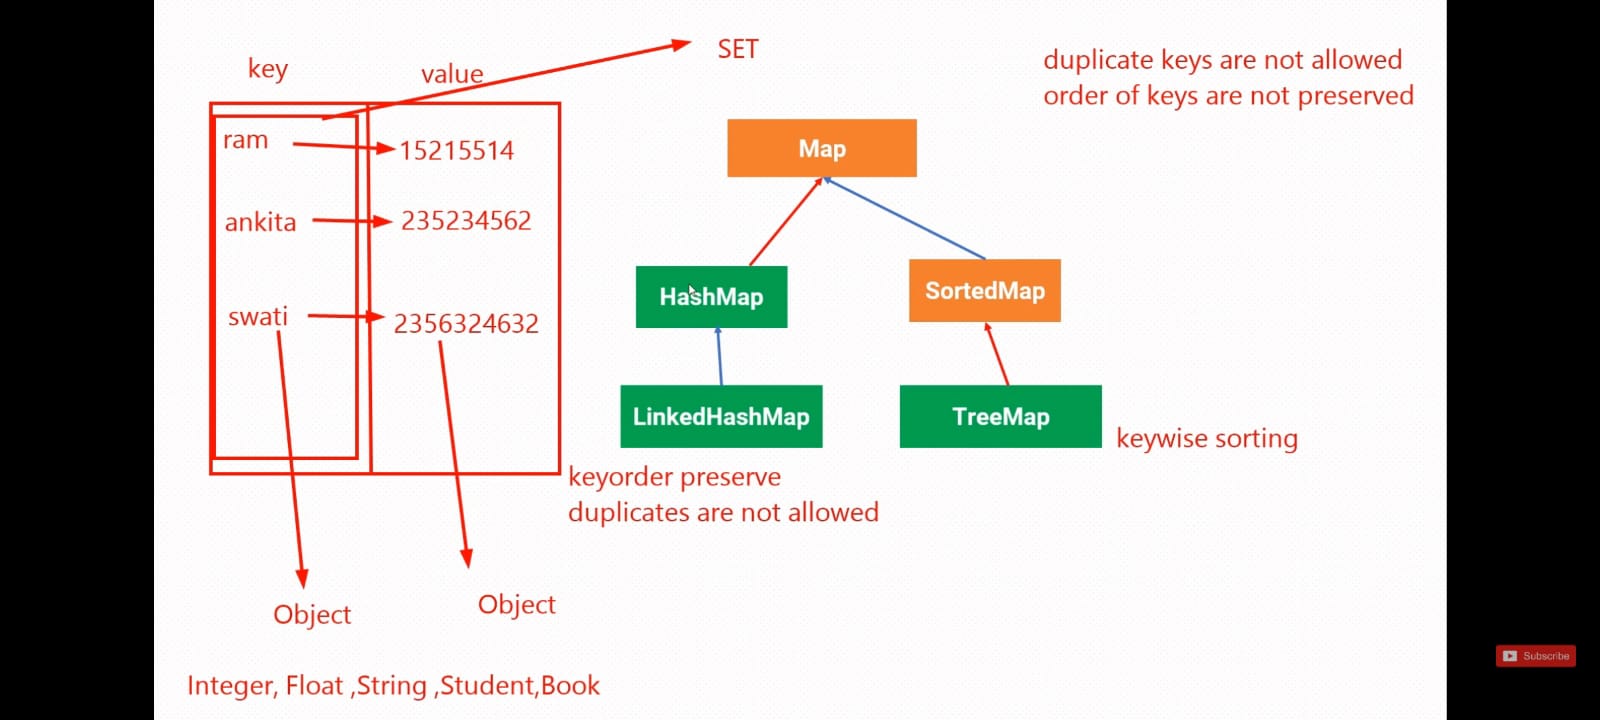 key
value
SET
duplicate keys are not allowed
order of keys are not preserved
ram
15215514
ankita
235234562
swati
2356324632
Map
HashMap
SortedMap
LinkedHashMap
TreeMap
keywise sorting
keyorder preserve
duplicates are not allowed
Object
Object
Integer, Float ,String ,Student,Book
Subscribe